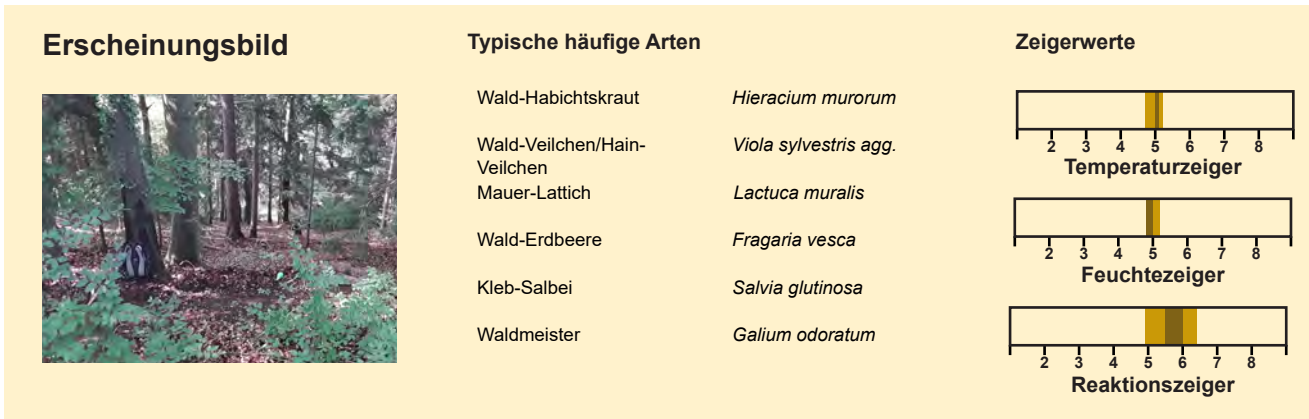 Erscheinungsbild
Typische häufige Arten
Wald-Habichtskraut Hieracium murorum
Wald-Veilchen/Hain- Viola sylvestris agg.
Veilchen
Mauer-Lattich Lactuca muralis
Wald-Erdbeere Fragaria vesca
Kleb-Salbei Salvia glutinosa
Waldmeister Galium odoratum
Zeigerwerte
2 3 4 5 6 7 8
Temperaturzeiger
2 3 4 5 6 7 8
Feuchtezeiger
2 3 4 5 6 7 8
Reaktionszeiger